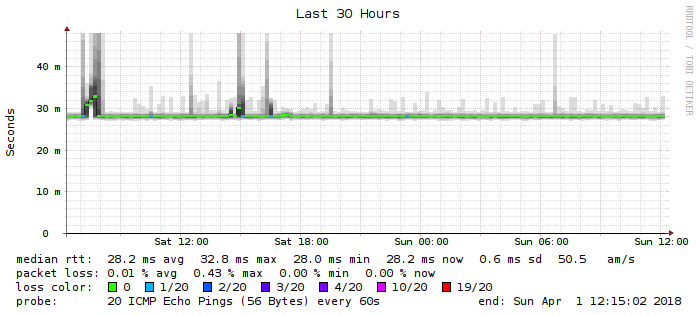 Last 30 Hours
RRDTOOL / TOBI OETIKER
Seconds
40 m
30 m
20 m
10 m
0
Sat 12:00 Sat 18:00 Sun 00:00 Sun 06:00 Sun 12:00
median rtt: 28.2 ms avg 32.8 ms max 28.0 ms min 28.2 ms now 0.6 ms sd 50.5 am/s
packet loss: 0.01 % avg 0.43 % max 0.00 % min 0.00 % now
loss color: 0 1/20 2/20 3/20 4/20 10/20 19/20
probe: 20 ICMP Echo Pings (56 Bytes) every 60s end: Sun Apr 1 12:15:02 2018